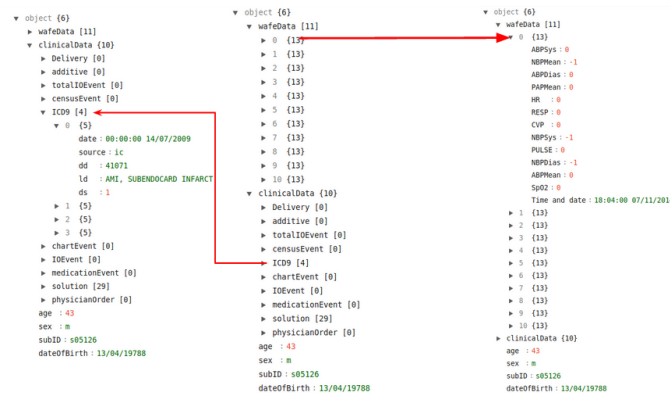 object {6}
wafeData [11]
clinicalData {10}
Delivery [0]
additive [0]
totalIOEvent [0]
censusEvent [0]
ICD9 [4]
0 {5}
date : 00:00:00 14/07/2009
source : ic
dd : 41071
ld : AMI, SUBENDOCARD INFARCT
ds : 1
1 {5}
2 {5}
3 {5}
chartEvent [0]
IOEvent [0]
medicationEvent [0]
solution [29]
physicianOrder [0]
age : 43
sex : m
subID : s05126
dateOfBirth : 13/04/19788
object {6}
wafeData [11]
0 {13}
1 {13}
2 {13}
3 {13}
4 {13}
5 {13}
6 {13}
7 {13}
8 {13}
9 {13}
10 {13}
clinicalData {10}
Delivery [0]
additive [0]
totalIOEvent [0]
censusEvent [0]
ICD9 [4]
chartEvent [0]
IOEvent [0]
medicationEvent [0]
solution [29]
physicianOrder [0]
age : 43
sex : m
subID : s05126
dateOfBirth : 13/04/19788
object {6}
wafeData [11]
0 {13}
ABPSys : 0
NBPMean : -1
ABPDias : 0
PAPMean : 0
HR : 0
RESP : 0
CVP : 0
NBPSys : -1
PULSE : 0
NBPDias : -1
ABPMean : 0
SpO2 : 0
Time and date : 18:04:00 07/11/201
1 {13}
2 {13}
3 {13}
4 {13}
5 {13}
6 {13}
7 {13}
8 {13}
9 {13}
10 {13}
clinicalData {10}
age : 43
sex : m
subID : s05126
dateOfBirth : 13/04/19788